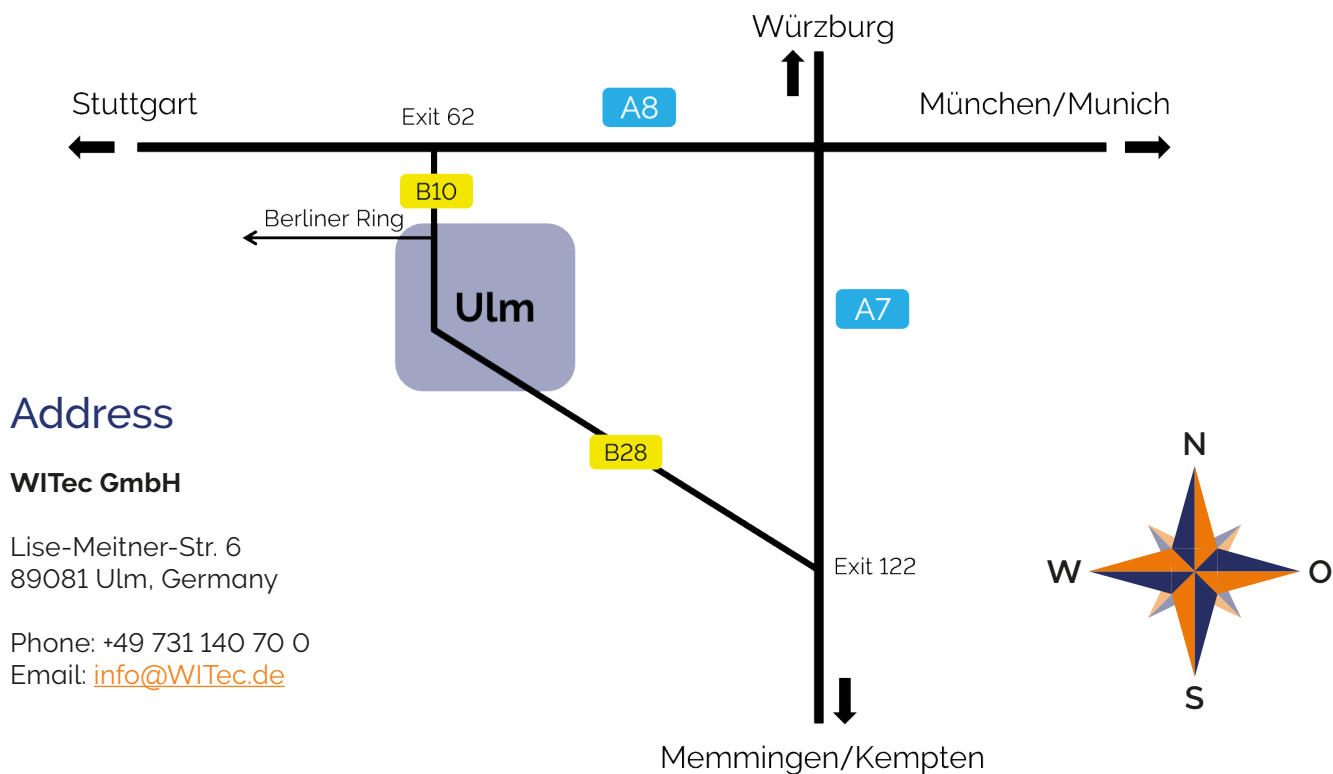 Würzburg
Stuttgart
Exit 62
A8
München/Munich
B10
Berliner Ring
Ulm
A7
Address
B28
WITec GmbH
N
Lise-Meitner-Str. 6
89081 Ulm, Germany
Exit 122
W
O
Phone: +49 731 140 70 0
Email: info@WITec.de
S
Memmingen/Kempten